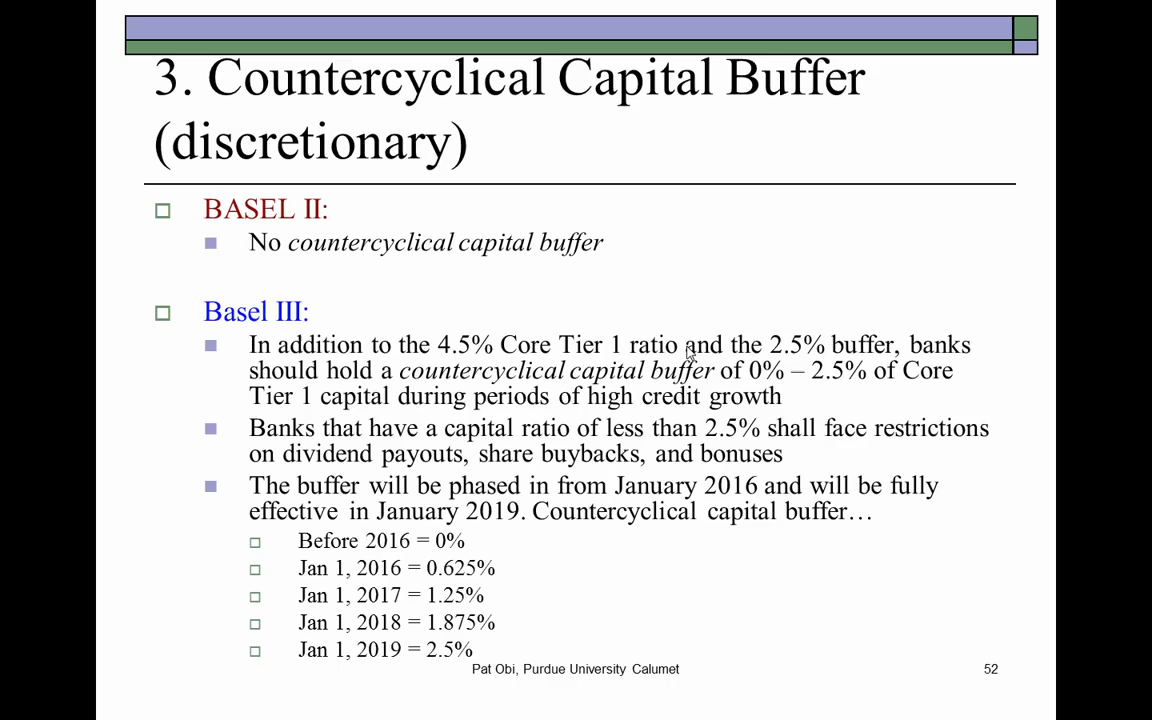 3. Countercyclical Capital Buffer
(discretionary)
BASEL II:
No countercyclical capital buffer
Basel III:
In addition to the 4.5% Core Tier 1 ratio and the 2.5% buffer, banks
should hold a countercyclical capital buffer of 0% – 2.5% of Core
Tier 1 capital during periods of high credit growth
Banks that have a capital ratio of less than 2.5% shall face restrictions
on dividend payouts, share buybacks, and bonuses
The buffer will be phased in from January 2016 and will be fully
effective in January 2019. Countercyclical capital buffer…
Before 2016 = 0%
Jan 1, 2016 = 0.625%
Jan 1, 2017 = 1.25%
Jan 1, 2018 = 1.875%
Jan 1, 2019 = 2.5%
Pat Obi, Purdue University Calumet
52